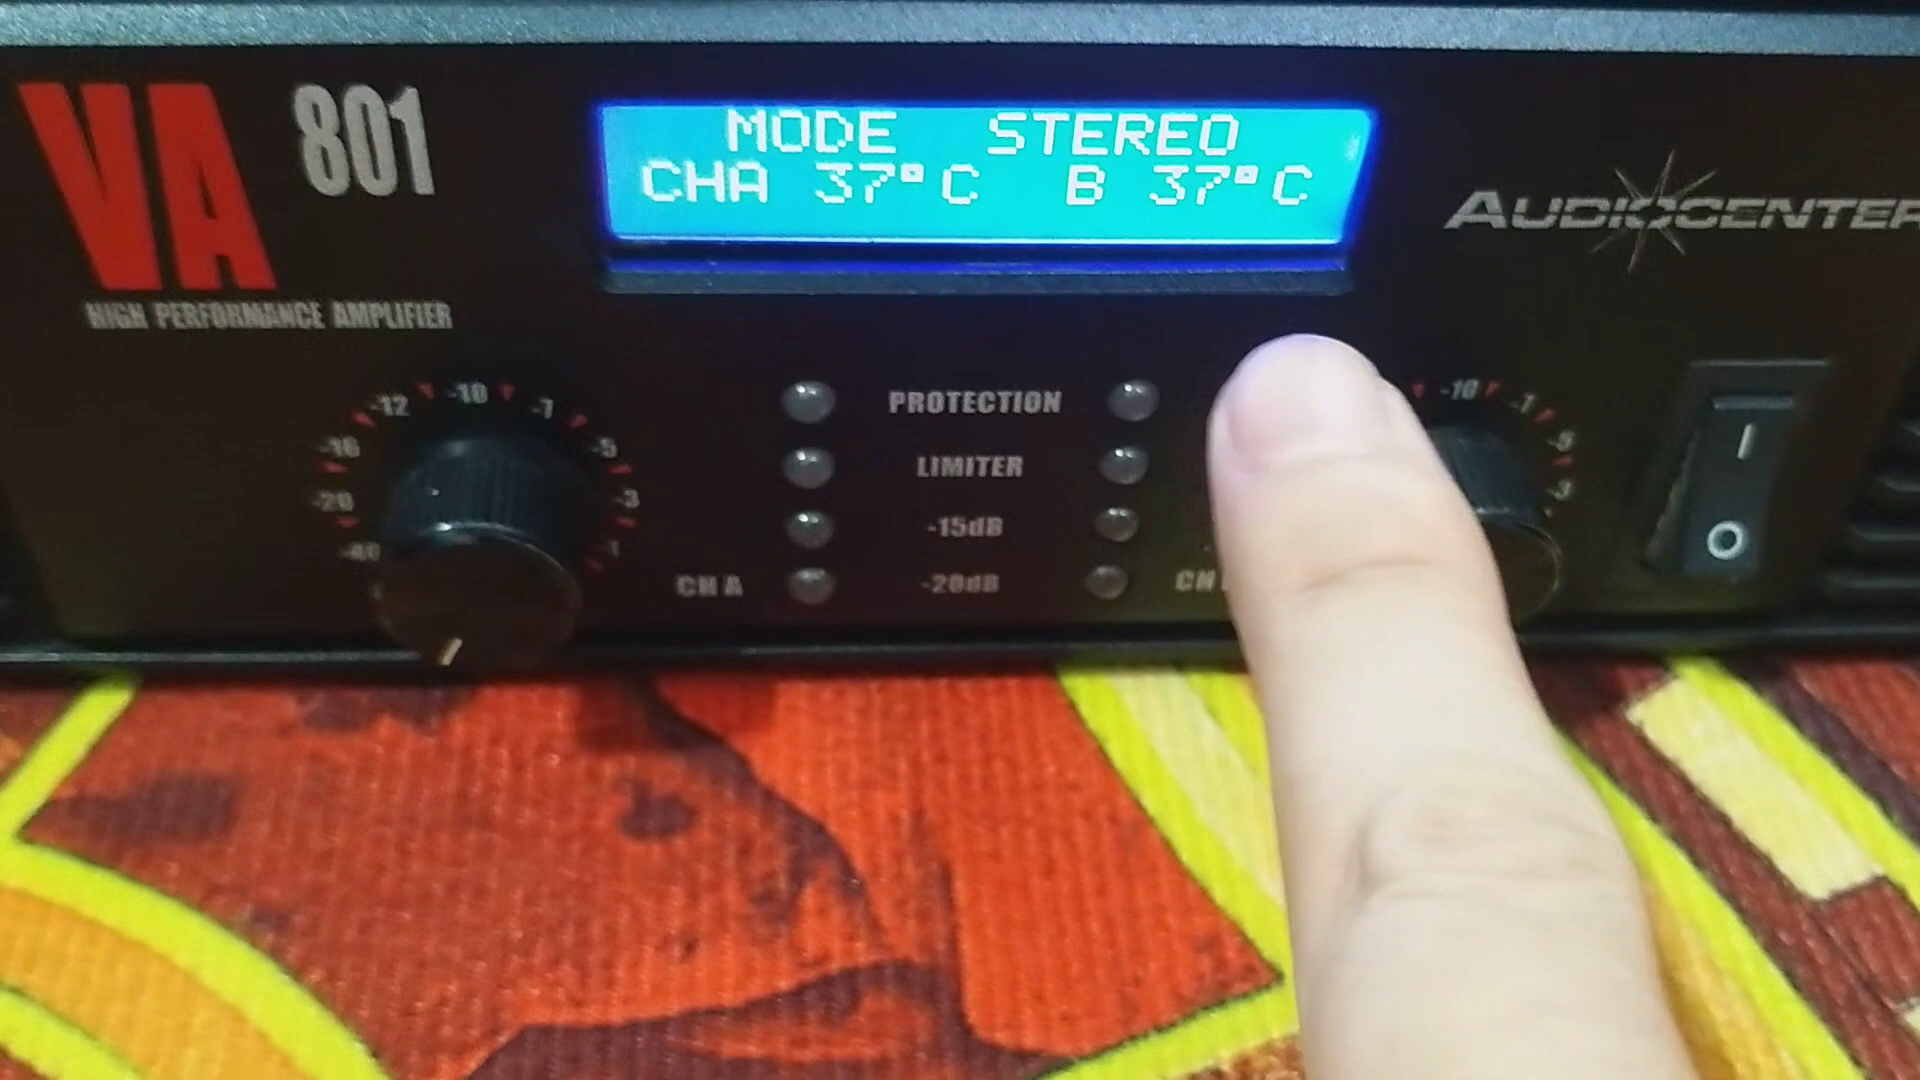 VA 801
HIGH PERFORMANCE AMPLIFIER
MODE STEREO
CHA 37°C B 37°C
AUDIOCENTER
-40 -20 -16 -12 -10 -7 -5 -3 -1
PROTECTION
LIMITER
-15dB
CH A -20dB CH
-10 -5 -3
I
O